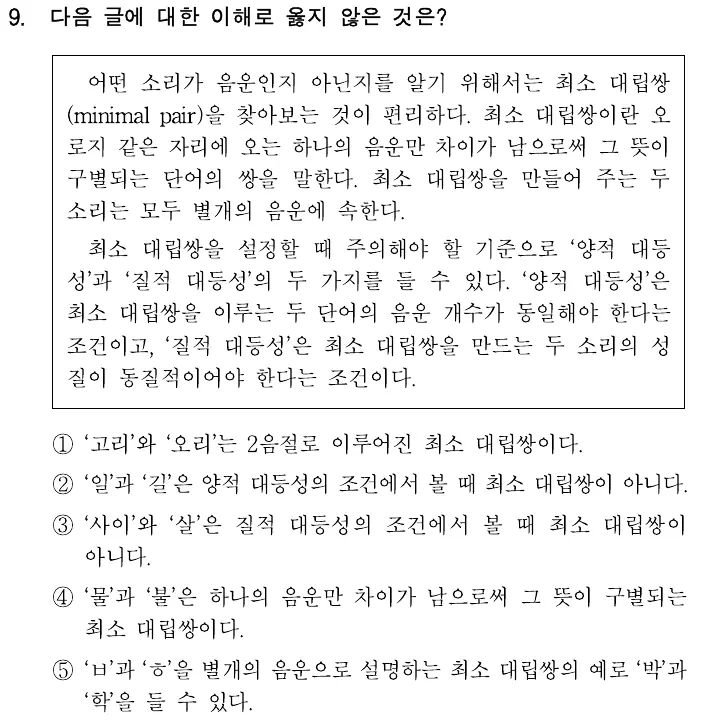 9. 다음 글에 대한 이해로 옳지 않은 것은?
어떤 소리가 음운인지 아닌지를 알기 위해서는 최소 대립쌍
(minimal pair)을 찾아보는 것이 편리하다. 최소 대립쌍이란 오
로지 같은 자리에 오는 하나의 음운만 차이가 남으로써 그 뜻이
구별되는 단어의 쌍을 말한다. 최소 대립쌍을 만들어 주는 두
소리는 모두 별개의 음운에 속한다.
최소 대립쌍을 설정할 때 주의해야 할 기준으로 ‘양적 대등
성’과 ‘질적 대등성’의 두 가지를 들 수 있다. ‘양적 대등성’은
최소 대립쌍을 이루는 두 단어의 음운 개수가 동일해야 한다는
조건이고, ‘질적 대등성’은 최소 대립쌍을 만드는 두 소리의 성
질이 동질적이어야 한다는 조건이다.
① ‘고리’와 ‘오리’는 2음절로 이루어진 최소 대립쌍이다.
② ‘일’과 ‘길’은 양적 대등성의 조건에서 볼 때 최소 대립쌍이 아니다.
③ ‘사이’와 ‘살’은 질적 대등성의 조건에서 볼 때 최소 대립쌍이
아니다.
④ ‘물’과 ‘불’은 하나의 음운만 차이가 남으로써 그 뜻이 구별되는
최소 대립쌍이다.
⑤ ‘ㅂ’과 ‘ㅎ’을 별개의 음운으로 설명하는 최소 대립쌍의 예로 ‘박’과
‘학’을 들 수 있다.